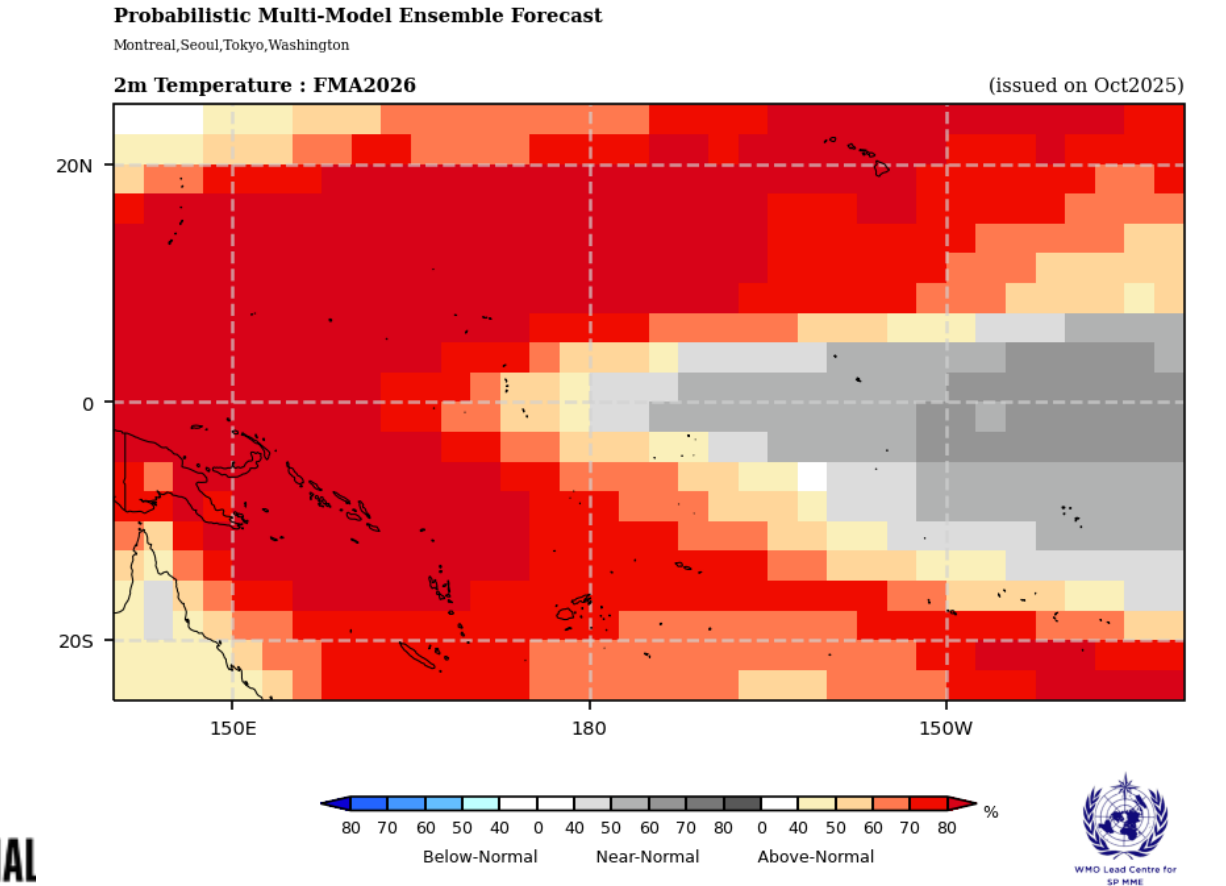 Probabilistic Multi-Model Ensemble Forecast
Montreal,Seoul,Tokyo,Washington
2m Temperature : FMA2026 (issued on Oct2025)
20N
0
20S
150E 180 150W
80 70 60 50 40 0 40 50 60 70 80 0 40 50 60 70 80 %
Below-Normal Near-Normal Above-Normal
WMO Lead Centre for
SP MME
AL